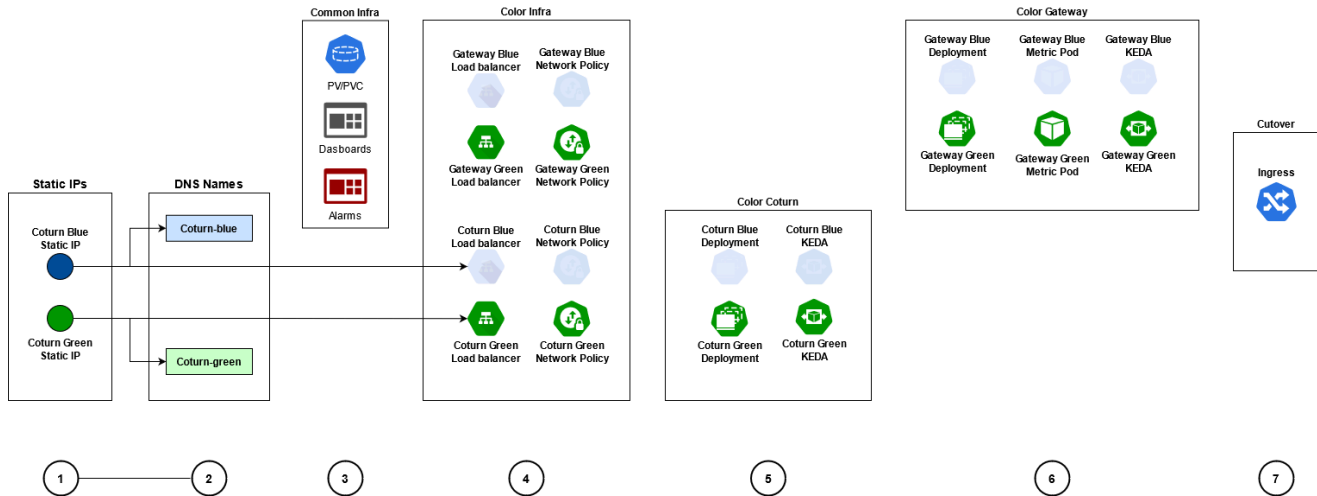 Common Infra
PV/PVC
Dasboards
Alarms
Color Infra
Gateway Blue
Load balancer
Gateway Blue
Network Policy
Gateway Green
Load balancer
Gateway Green
Network Policy
Coturn Blue
Load balancer
Coturn Blue
Network Policy
Coturn Green
Load balancer
Coturn Green
Network Policy
Static IPs
Coturn Blue
Static IP
Coturn Green
Static IP
DNS Names
Coturn-blue
Coturn-green
Color Coturn
Coturn Blue
Deployment
Coturn Blue
KEDA
Coturn Green
Deployment
Coturn Green
KEDA
Color Gateway
Gateway Blue
Deployment
Gateway Blue
Metric Pod
Gateway Blue
KEDA
Gateway Green
Deployment
Gateway Green
Metric Pod
Gateway Green
KEDA
Cutover
Ingress
1
2
3
4
5
6
7